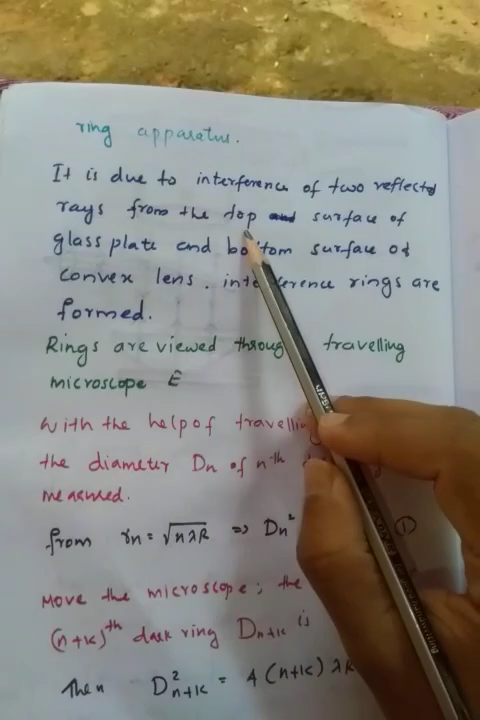 ring apparatus.
It is due to interference of two reflected
rays from the top surface of
glass plate and bottom surface of
convex lens. interference rings are
formed.
Rings are viewed through travelling
microscope E
With the help of travelling
the diameter Dn of nth
measured.
from rn = √nλR => Dn² ①
Move the microscope; the
(n+k)th dark ring Dn+k is
Then D²n+k = 4(n+k)λR